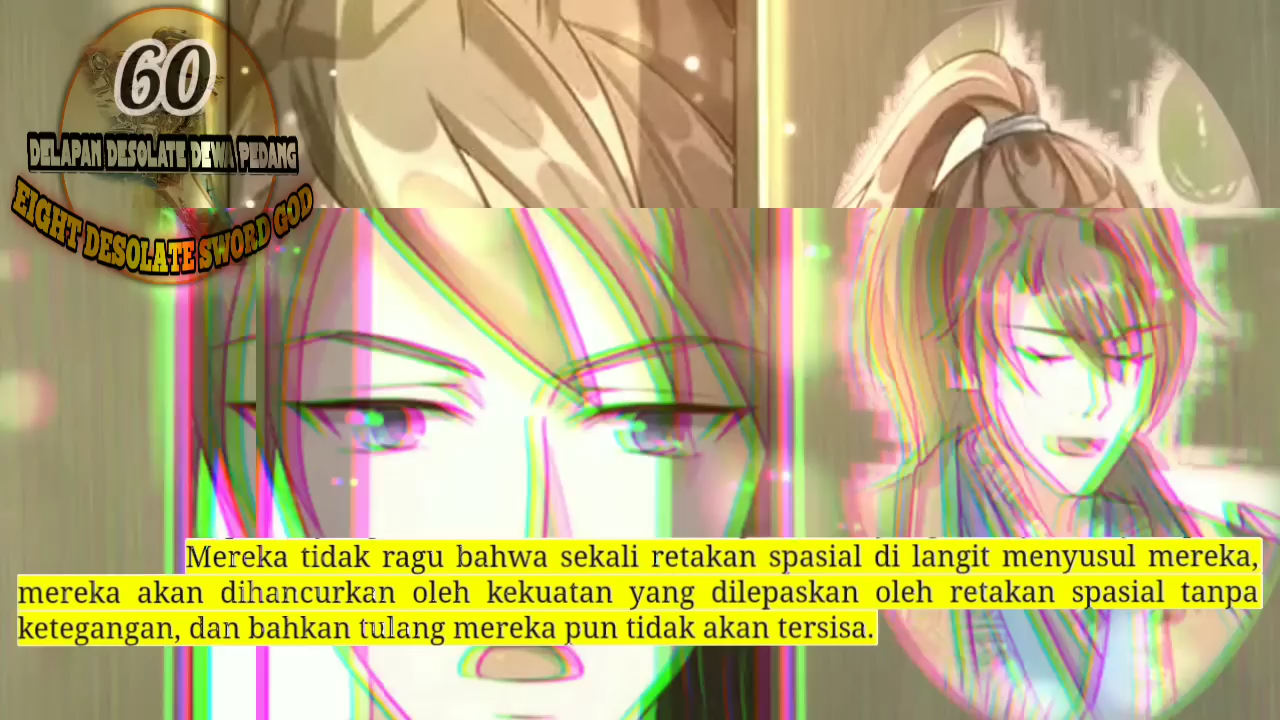 60
DELAPAN DESOLATE DEWA PEDANG
EIGHT DESOLATE SWORD GOD
Mereka tidak ragu bahwa sekali retakan spasial di langit menyusul mereka,
mereka akan dihancurkan oleh kekuatan yang dilepaskan oleh retakan spasial tanpa
ketegangan, dan bahkan tulang mereka pun tidak akan tersisa.